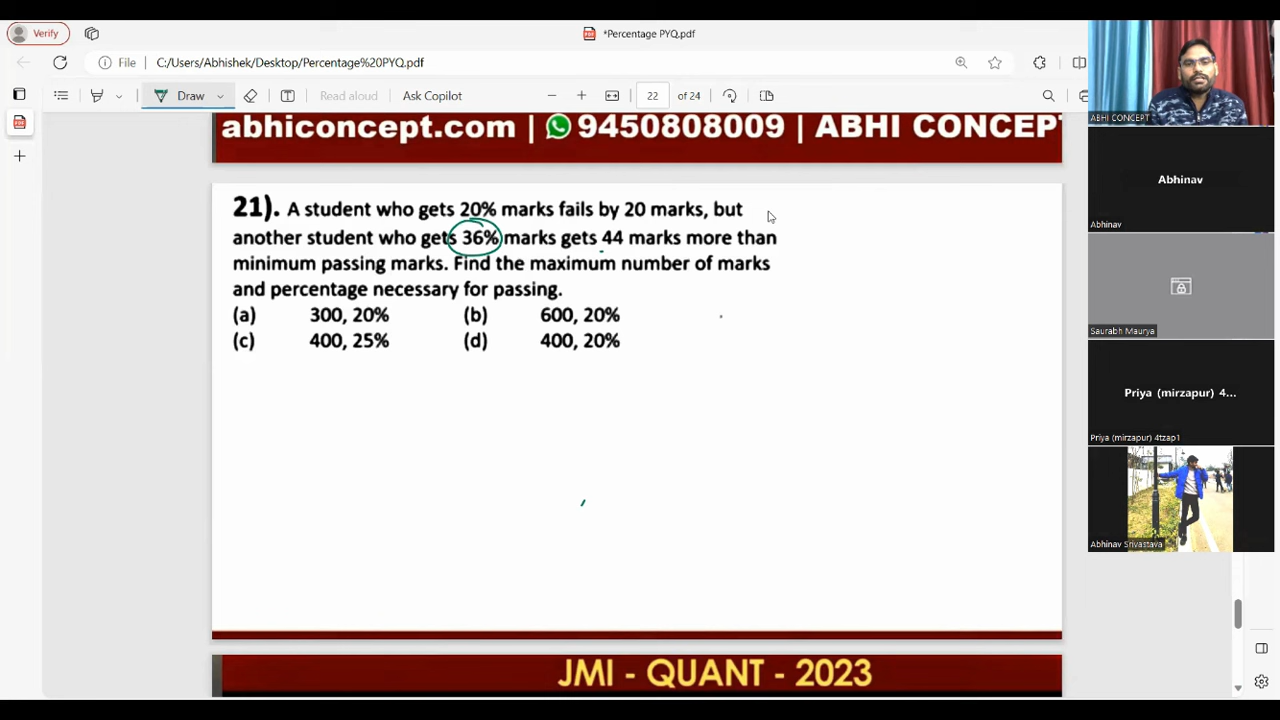 Verify
*Percentage PYQ.pdf
File
C:/Users/Abhishek/Desktop/Percentage%20PYQ.pdf
Draw
Read aloud
Ask Copilot
22 of 24
abhiconcept.com | 9450808009 | ABHI CONCEPT
21). A student who gets 20% marks fails by 20 marks, but
another student who gets 36% marks gets 44 marks more than
minimum passing marks. Find the maximum number of marks
and percentage necessary for passing.
(a) 300, 20% (b) 600, 20%
(c) 400, 25% (d) 400, 20%
JMI - QUANT - 2023
ABHI CONCEPT
Abhinav
Abhinav
Saurabh Maurya
Priya (mirzapur) 4...
Priya (mirzapur) 4tzap1
Abhinav Srivastava